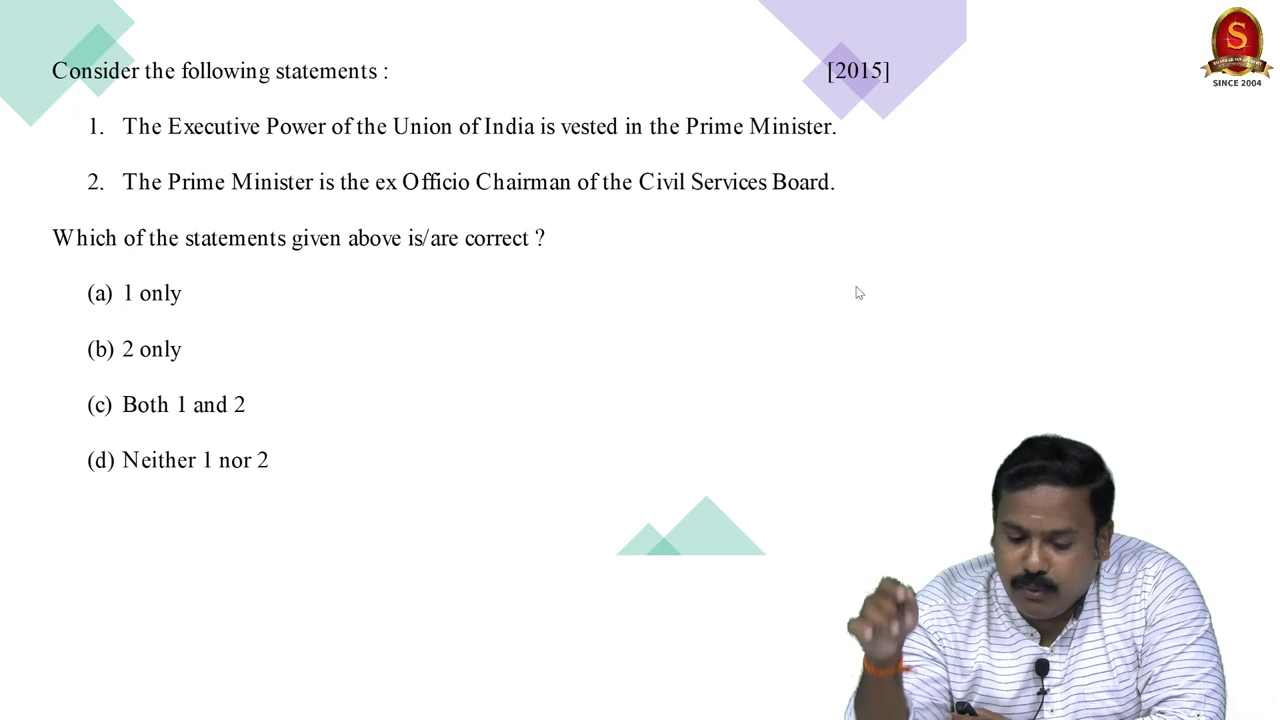 Consider the following statements : [2015]
1. The Executive Power of the Union of India is vested in the Prime Minister.
2. The Prime Minister is the ex Officio Chairman of the Civil Services Board.
Which of the statements given above is/are correct ?
(a) 1 only
(b) 2 only
(c) Both 1 and 2
(d) Neither 1 nor 2
S
SINCE 2004